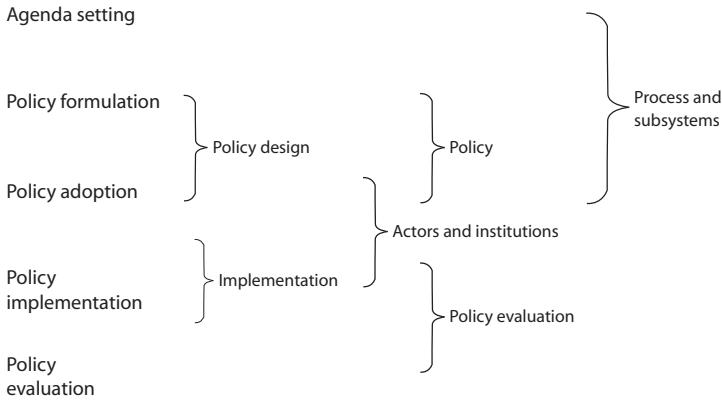 Agenda setting
Policy formulation
Process and
subsystems
Policy design
Policy
Policy adoption
Actors and institutions
Policy
implementation
Implementation
Policy evaluation
Policy
evaluation